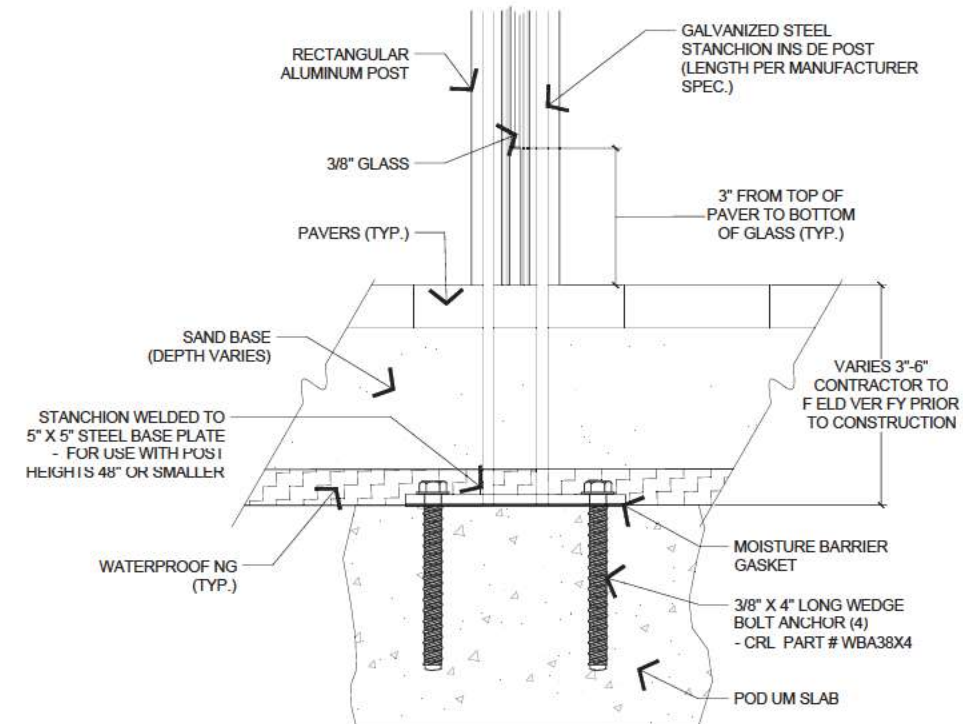 RECTANGULAR
ALUMINUM POST
GALVANIZED STEEL
STANCHION INS DE POST
(LENGTH PER MANUFACTURER
SPEC.)
3/8" GLASS
3" FROM TOP OF
PAVER TO BOTTOM
OF GLASS (TYP.)
PAVERS (TYP.)
SAND BASE
(DEPTH VARIES)
VARIES 3"-6"
CONTRACTOR TO
F ELD VER FY PRIOR
TO CONSTRUCTION
STANCHION WELDED TO
5" X 5" STEEL BASE PLATE
- FOR USE WITH POST
HEIGHTS 48" OR SMALLER
WATERPROOF NG
(TYP.)
MOISTURE BARRIER
GASKET
3/8" X 4" LONG WEDGE
BOLT ANCHOR (4)
- CRL PART # WBA38X4
POD UM SLAB